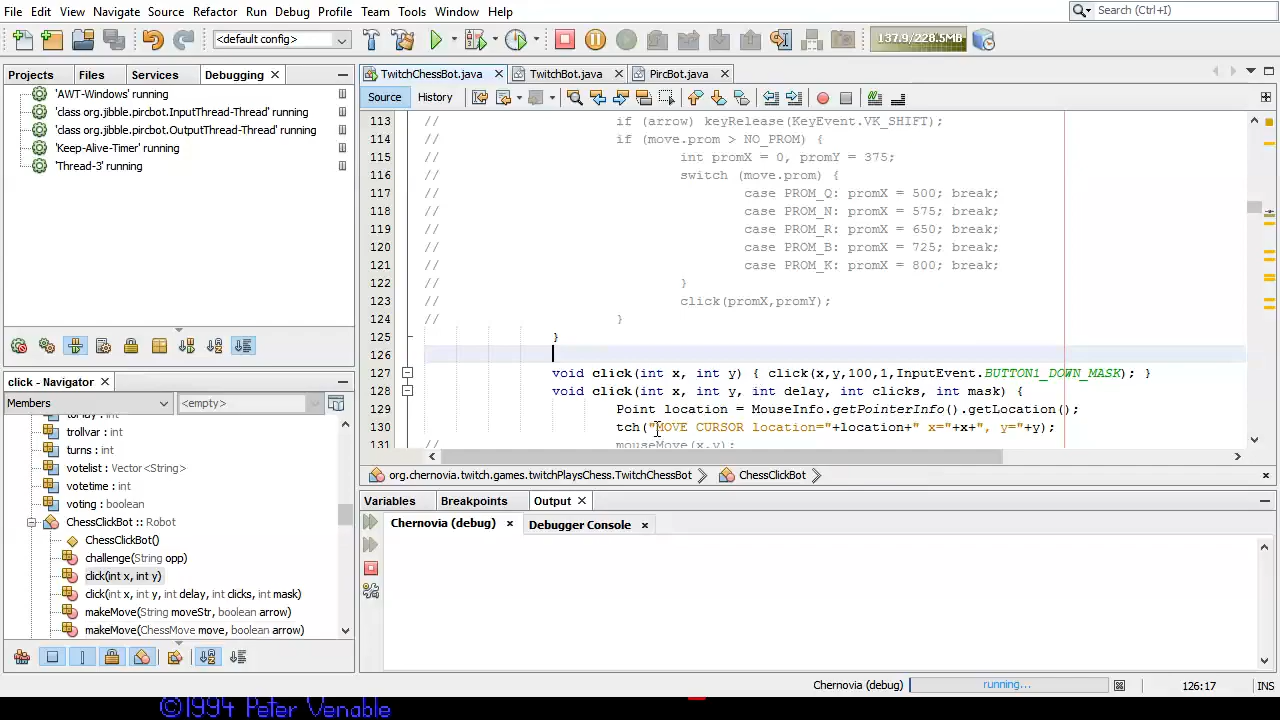 File Edit View Navigate Source Refactor Run Debug Profile Team Tools Window Help
Search (Ctrl+I)
<default config>
137.9/228.5MB
Projects Files Services Debugging
TwitchChessBot.java TwitchBot.java PircBot.java
Source History
'AWT-Windows' running
'class org.jibble.pircbot.InputThread-Thread' running
'class org.jibble.pircbot.OutputThread-Thread' running
'Keep-Alive-Timer' running
'Thread-3' running
113 // if (arrow) keyRelease(KeyEvent.VK_SHIFT);
114 // if (move.prom > NO_PROM) {
115 // int promX = 0, promY = 375;
116 // switch (move.prom) {
117 // case PROM_Q: promX = 500; break;
118 // case PROM_N: promX = 575; break;
119 // case PROM_R: promX = 650; break;
120 // case PROM_B: promX = 725; break;
121 // case PROM_K: promX = 800; break;
122 // }
123 // click(promX,promY);
124 // }
125 }
126
127 void click(int x, int y) { click(x,y,100,1,InputEvent.BUTTON1_DOWN_MASK); }
128 void click(int x, int y, int delay, int clicks, int mask) {
129 Point location = MouseInfo.getPointerInfo().getLocation();
130 tch("MOVE CURSOR location="+location+" x="+x+", y="+y);
131 // mouseMove(x,y);
click - Navigator
Members <empty>
trollvar : int
turns : int
votelist : Vector<String>
votetime : int
voting : boolean
ChessClickBot :: Robot
ChessClickBot()
challenge(String opp)
click(int x, int y)
click(int x, int y, int delay, int clicks, int mask)
makeMove(String moveStr, boolean arrow)
makeMove(ChessMove move, boolean arrow)
org.chernovia.twitch.games.twitchPlaysChess.TwitchChessBot ChessClickBot
Variables Breakpoints Output
Chernovia (debug) Debugger Console
Chernovia (debug) running... 126:17 INS
©1994 Peter Venable